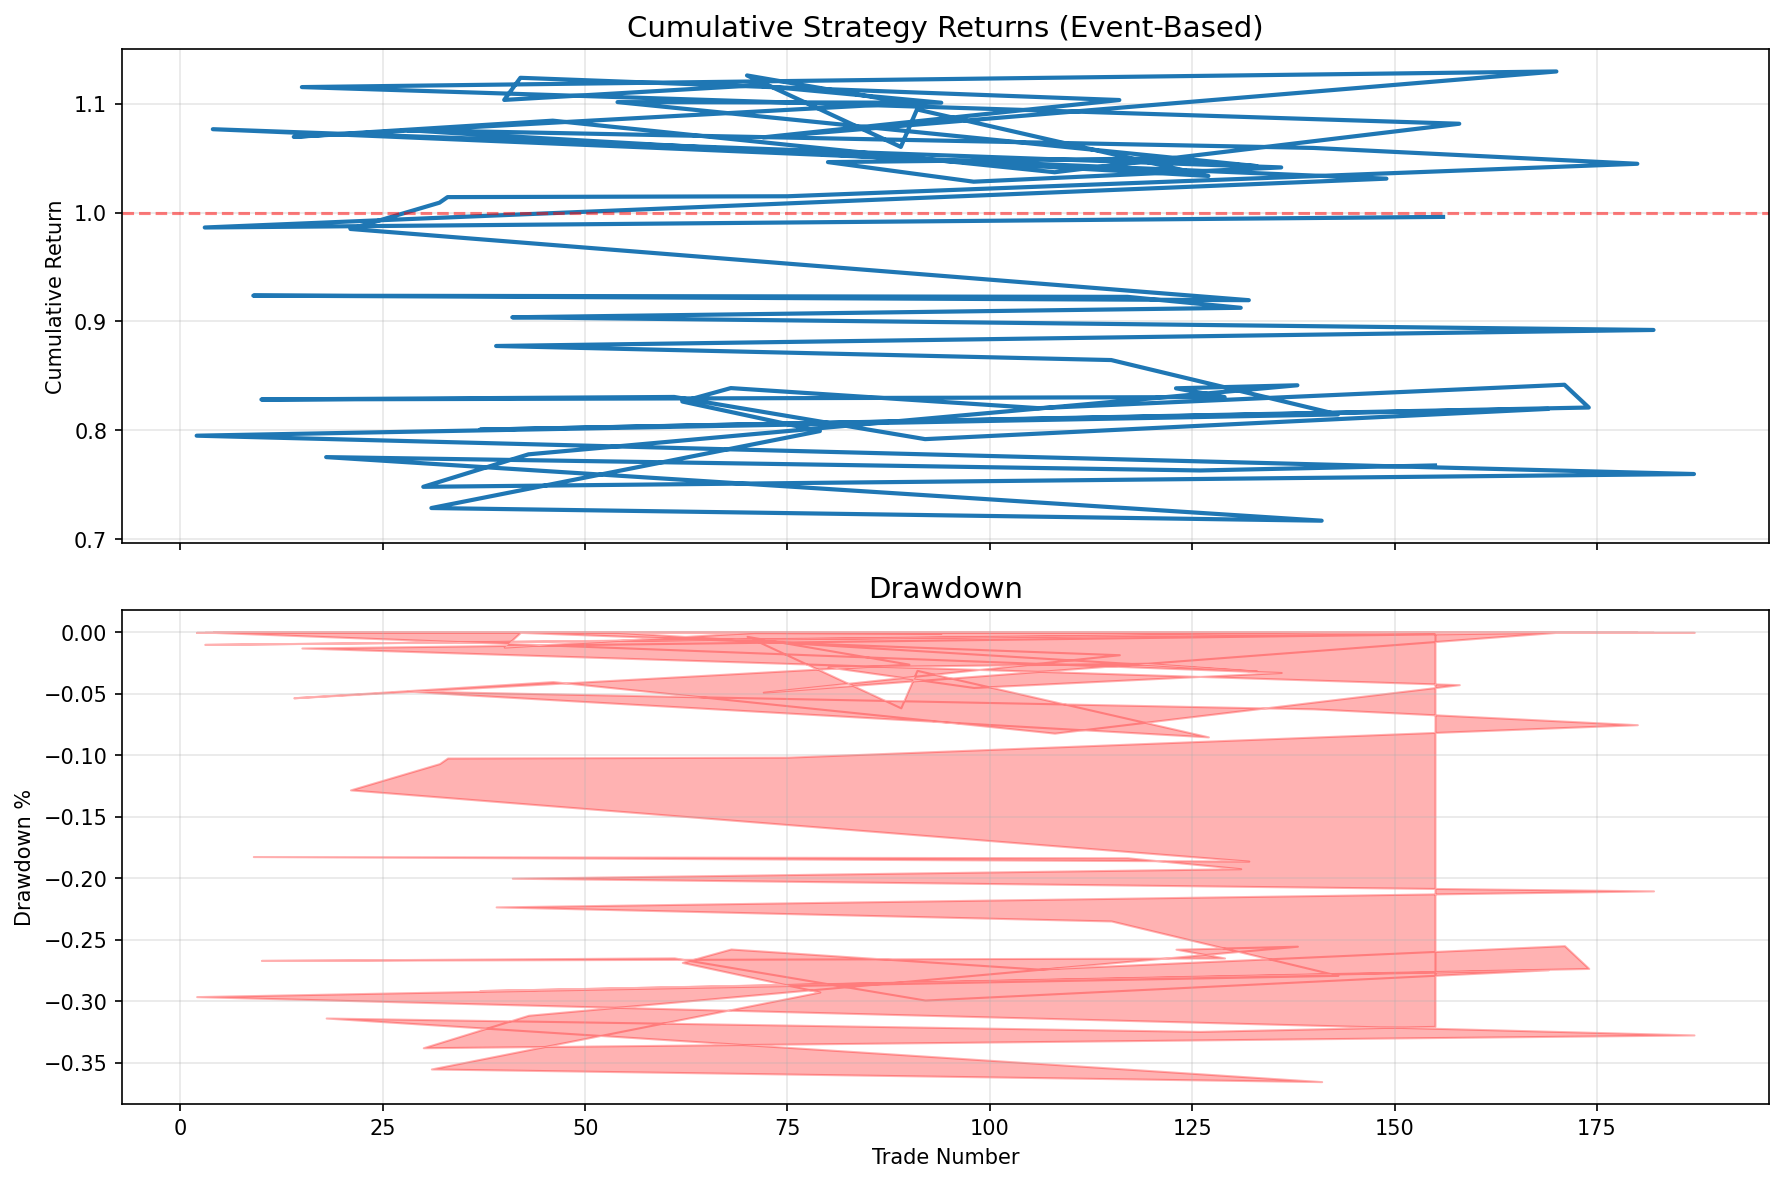 Cumulative Strategy Returns (Event-Based)
Cumulative Return
1.1
1.0
0.9
0.8
0.7
Drawdown
Drawdown %
0.00
−0.05
−0.10
−0.15
−0.20
−0.25
−0.30
−0.35
0 25 50 75 100 125 150 175
Trade Number